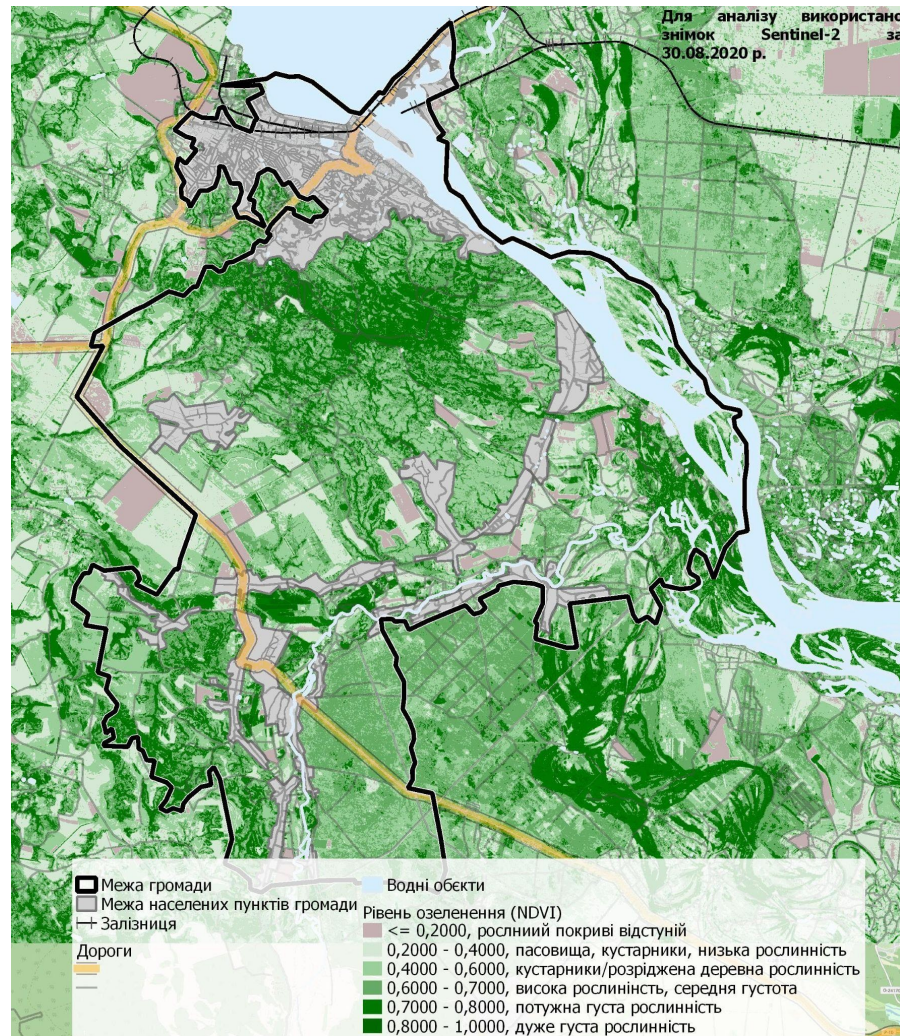 Для аналізу використано
знімок Sentinel-2 за
30.08.2020 р.
Межа громади
Межа населених пунктів громади
Залізниця
Дороги
Водні обєкти
Рівень озеленення (NDVI)
<= 0,2000, рослниий покриві відстуній
0,2000 - 0,4000, пасовища, кустарники, низька рослинність
0,4000 - 0,6000, кустарники/розріджена деревна рослинність
0,6000 - 0,7000, висока рослиність, середня густота
0,7000 - 0,8000, потужна густа рослинність
0,8000 - 1,0000, дуже густа рослинність